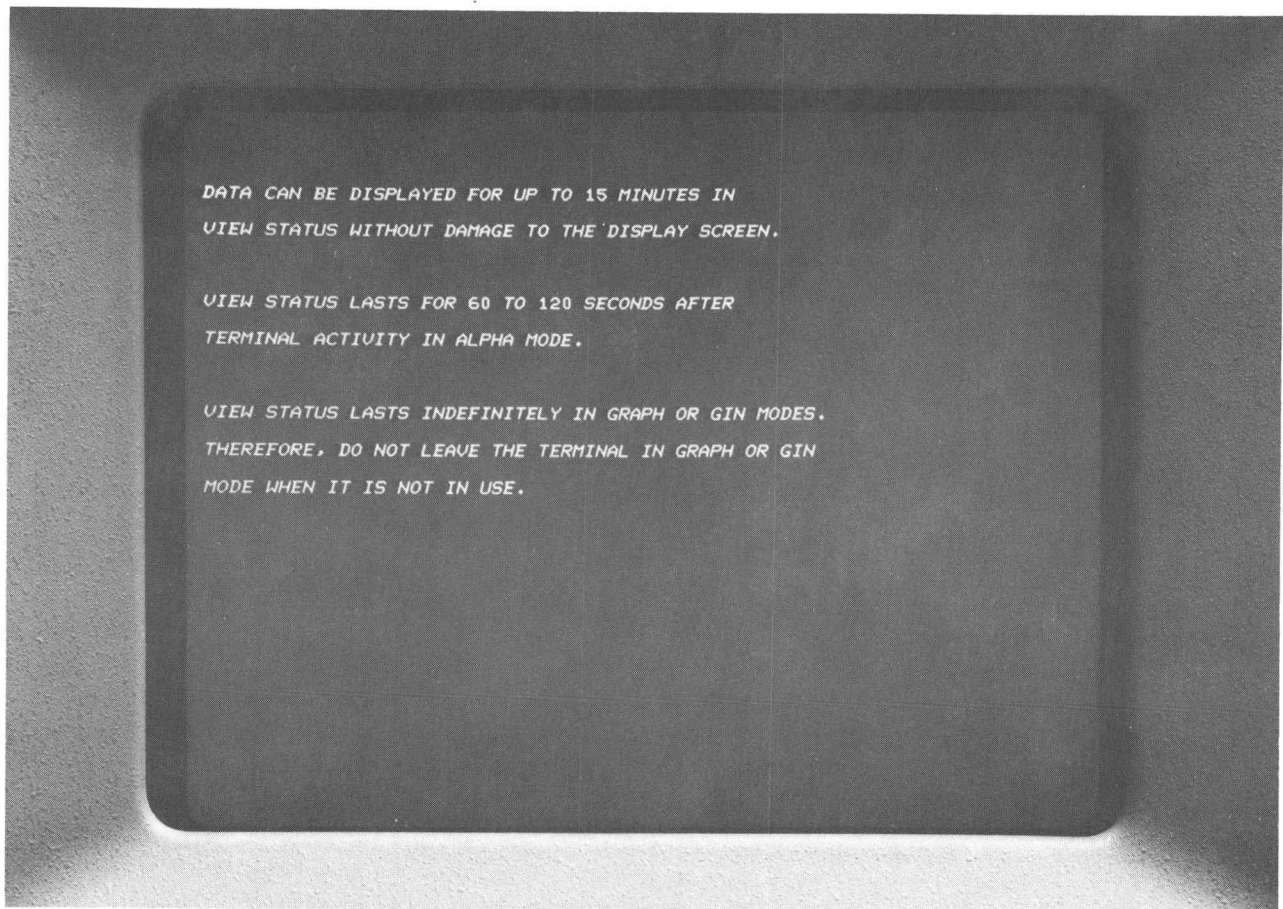 DATA CAN BE DISPLAYED FOR UP TO 15 MINUTES IN
VIEW STATUS WITHOUT DAMAGE TO THE DISPLAY SCREEN.
VIEW STATUS LASTS FOR 60 TO 120 SECONDS AFTER
TERMINAL ACTIVITY IN ALPHA MODE.
VIEW STATUS LASTS INDEFINITELY IN GRAPH OR GIN MODES.
THEREFORE, DO NOT LEAVE THE TERMINAL IN GRAPH OR GIN
MODE WHEN IT IS NOT IN USE.